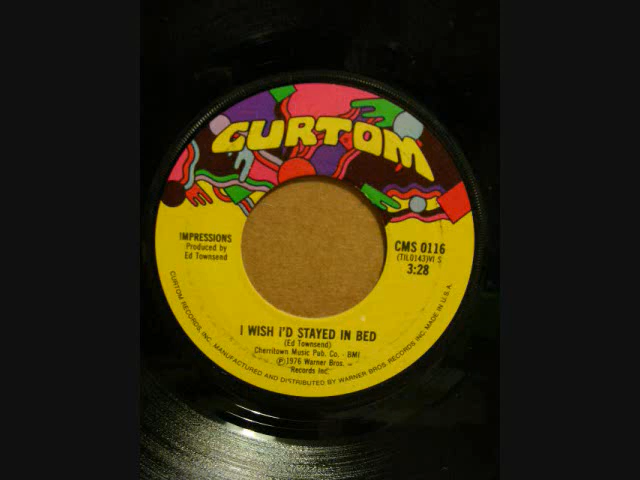 CURTOM
IMPRESSIONS
Produced by
Ed Townsend
CMS 0116
(TIL0143)VI S
3:28
I WISH I'D STAYED IN BED
(Ed Townsend)
Cherritown Music Pub. Co. - BMI
Ⓟ1976 Warner Bros.
Records Inc.
CURTOM RECORDS, INC., MANUFACTURED AND DISTRIBUTED BY WARNER BROS. RECORDS INC. MADE IN U.S.A.